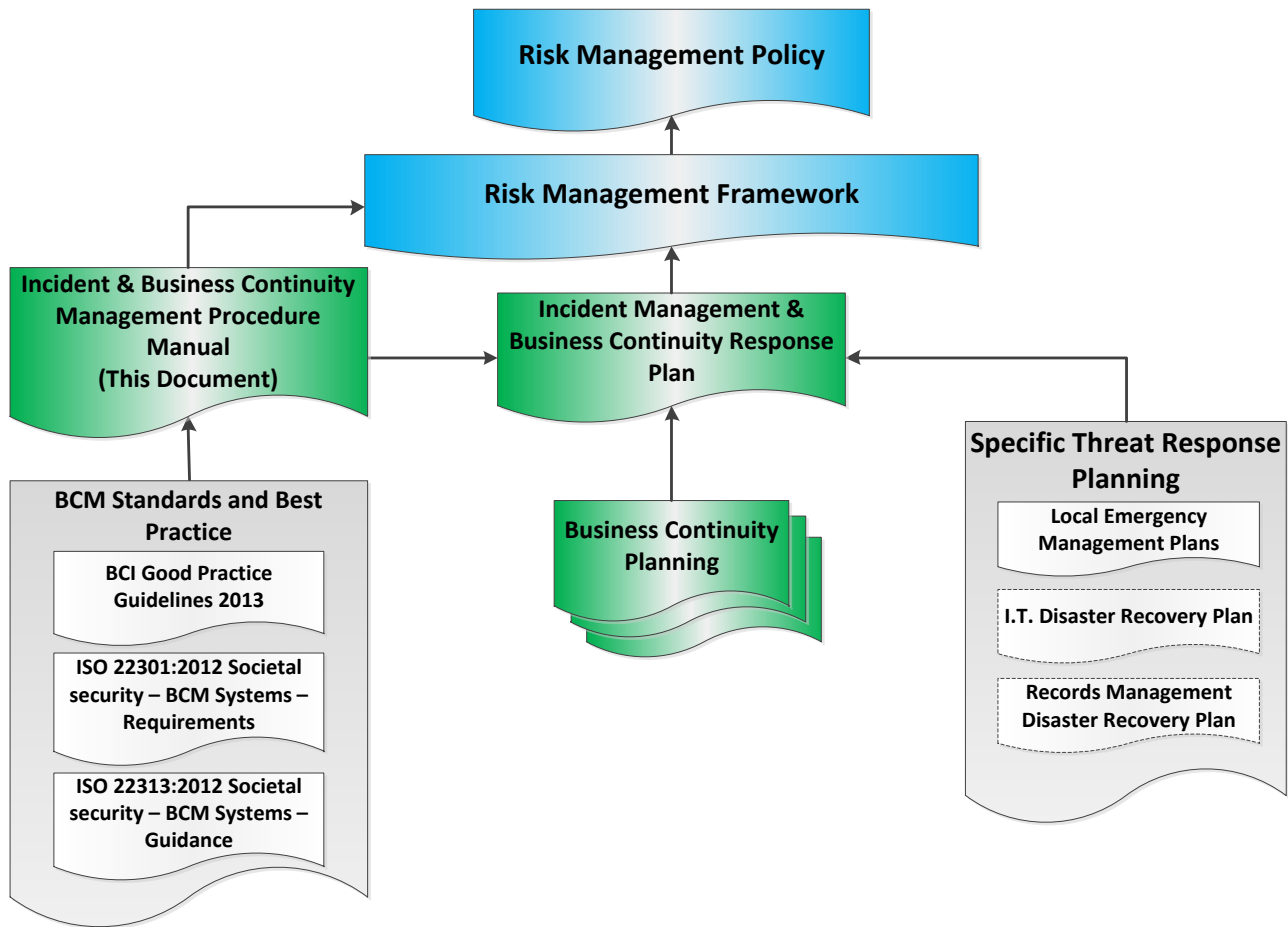 Risk Management Policy
Risk Management Framework
Incident & Business Continuity
Management Procedure
Manual
(This Document)
Incident Management &
Business Continuity Response
Plan
BCM Standards and Best
Practice
BCI Good Practice
Guidelines 2013
ISO 22301:2012 Societal
security – BCM Systems –
Requirements
ISO 22313:2012 Societal
security – BCM Systems –
Guidance
Business Continuity
Planning
Specific Threat Response
Planning
Local Emergency
Management Plans
I.T. Disaster Recovery Plan
Records Management
Disaster Recovery Plan